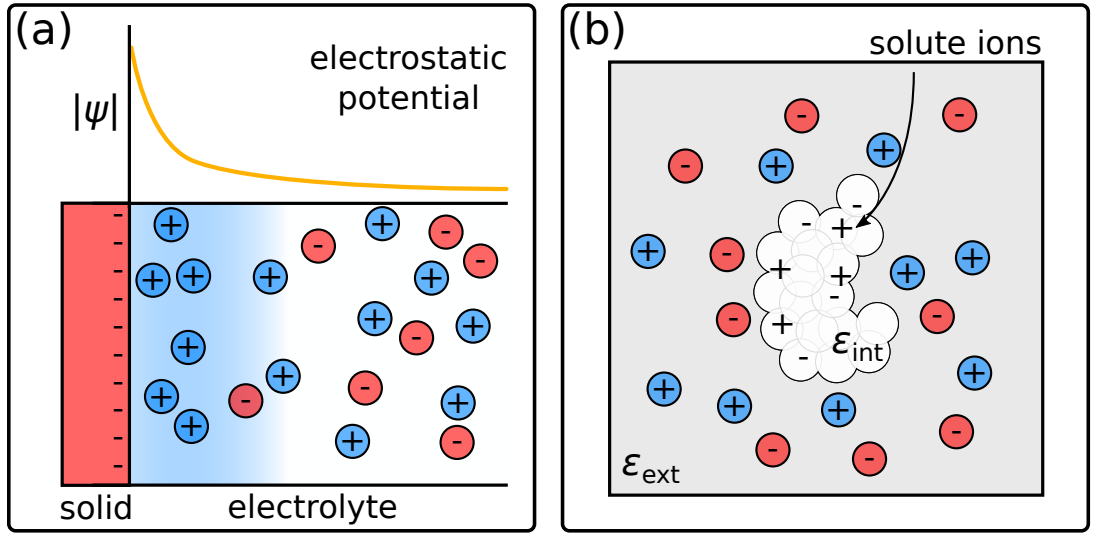 (a)
electrostatic
potential
|ψ|
- + - + - + - + + + - + - + + - + - + + - + - + - + - - - - - - - - - -
solid
electrolyte
(b)
solute ions
- - + + - - - + + - + + + - + + - - + - + - + + + + - - -
ε_int
ε_ext